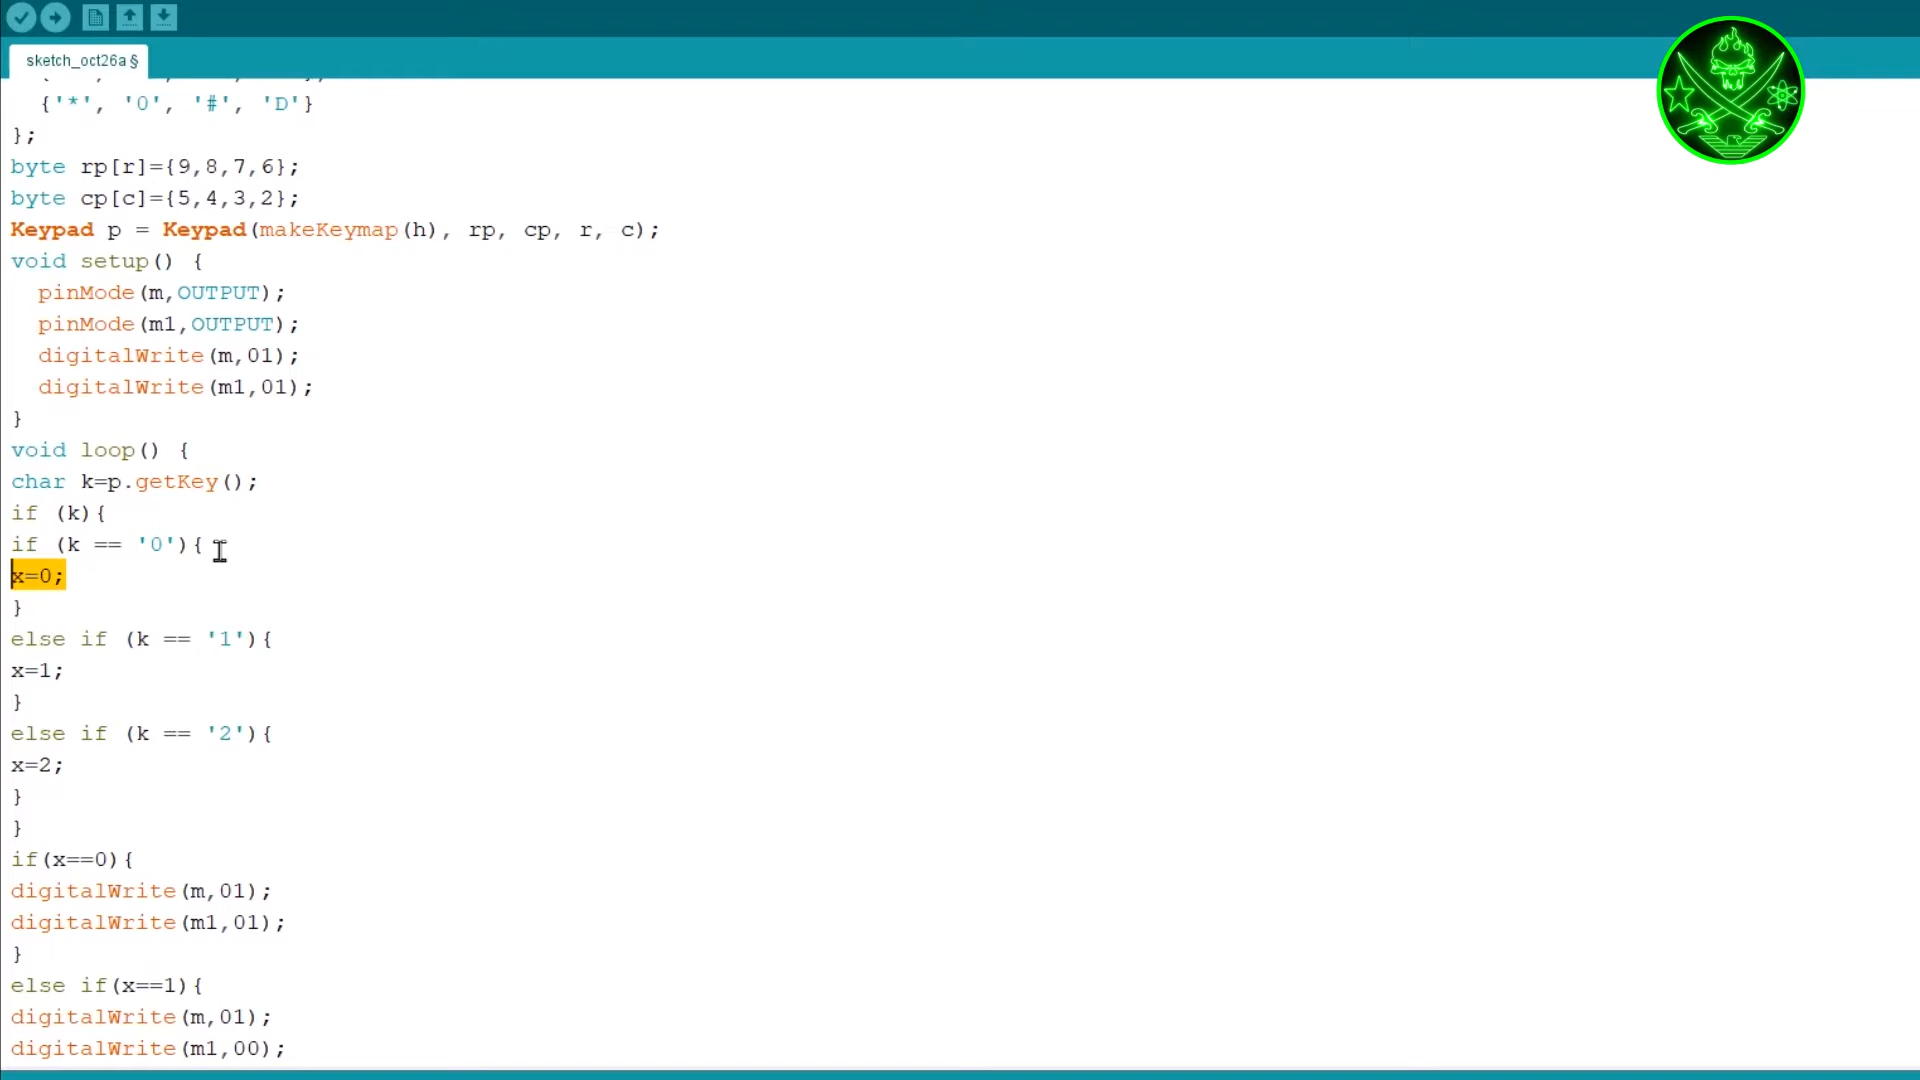 sketch_oct26a §
{'*', '0', '#', 'D'}
};
byte rp[r]={9,8,7,6};
byte cp[c]={5,4,3,2};
Keypad p = Keypad(makeKeymap(h), rp, cp, r, c);
void setup() {
pinMode(m,OUTPUT);
pinMode(m1,OUTPUT);
digitalWrite(m,01);
digitalWrite(m1,01);
}
void loop() {
char k=p.getKey();
if (k){
if (k == '0'){
x=0;
}
else if (k == '1'){
x=1;
}
else if (k == '2'){
x=2;
}
}
if(x==0){
digitalWrite(m,01);
digitalWrite(m1,01);
}
else if(x==1){
digitalWrite(m,01);
digitalWrite(m1,00);